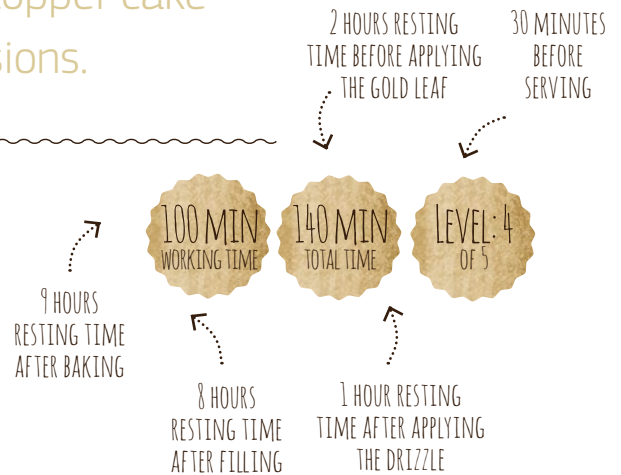 topper cake
sions.
2 HOURS RESTING
TIME BEFORE APPLYING
THE GOLD LEAF
30 MINUTES
BEFORE
SERVING
100 MIN
WORKING TIME
140 MIN
TOTAL TIME
LEVEL: 4
OF 5
9 HOURS
RESTING TIME
AFTER BAKING
8 HOURS
RESTING TIME
AFTER FILLING
1 HOUR RESTING
TIME AFTER APPLYING
THE DRIZZLE